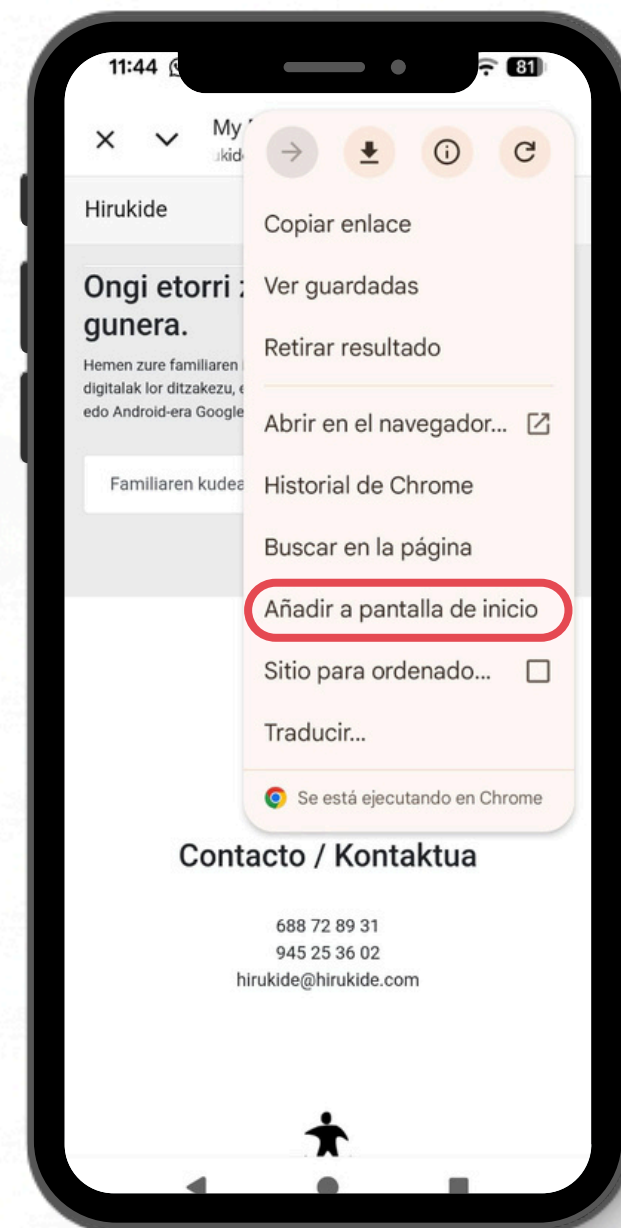 11:44
81
My
Hirukide
Ongi etorri
gunera.
Hemen zure familiaren
digitalak lor ditzakezu,
edo Android-era Google
Familiaren
Copiar enlace
Ver guardadas
Retirar resultado
Abrir en el navegador...
Historial de Chrome
Buscar en la página
Añadir a pantalla de inicio
Sitio para ordenado...
Traducir...
Se está ejecutando en Chrome
Contacto / Kontaktua
688 72 89 31
945 25 36 02
hirukide@hirukide.com